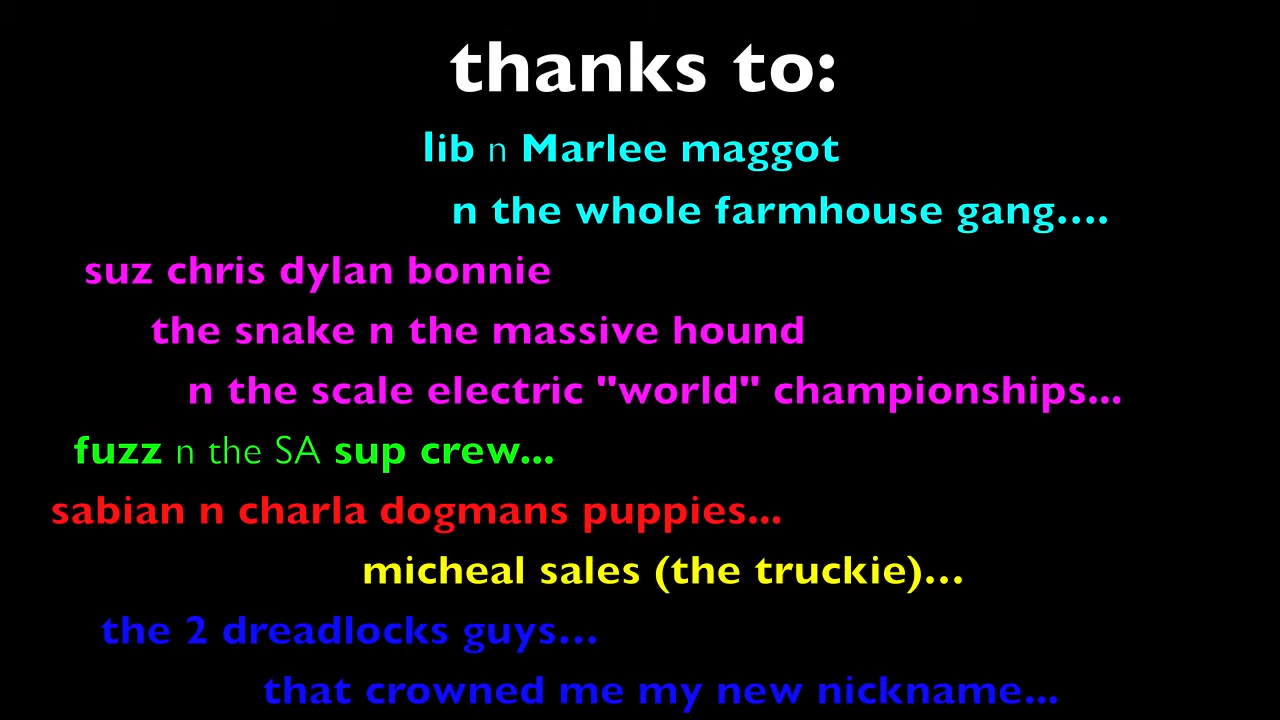 thanks to:
lib n Marlee maggot
n the whole farmhouse gang....
suz chris dylan bonnie
the snake n the massive hound
n the scale electric "world" championships...
fuzz n the SA sup crew...
sabian n charla dogmans puppies...
micheal sales (the truckie)...
the 2 dreadlocks guys...
that crowned me my new nickname...